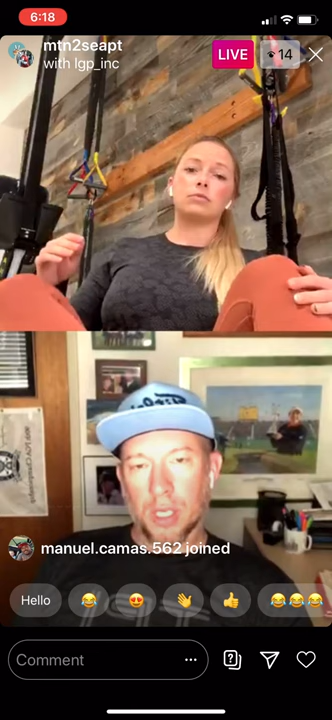 6:18
mtn2seapt
with lgp_inc
LIVE
14
manuel.camas.562 joined
Hello
Comment